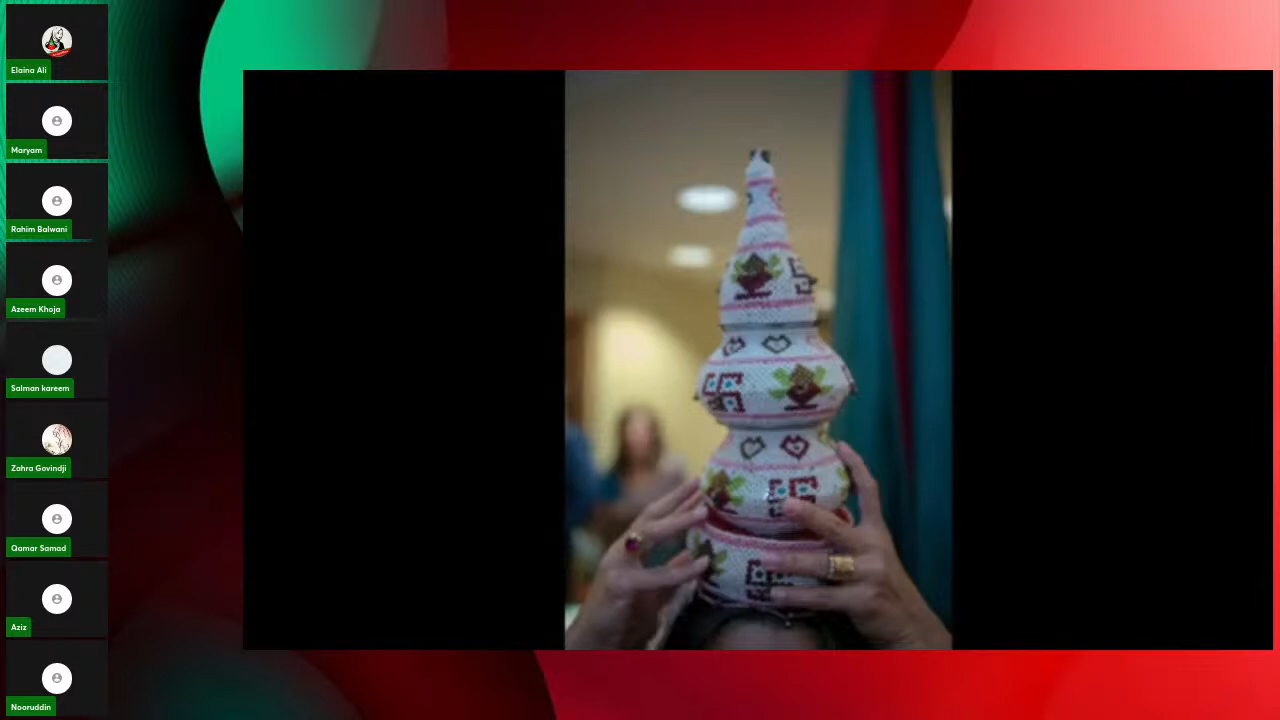 Elaina Ali
Maryam
Rahim Balwani
Azeem Khoja
Salman kareem
Zahra Govindji
Qamar Samad
Aziz
Nooruddin